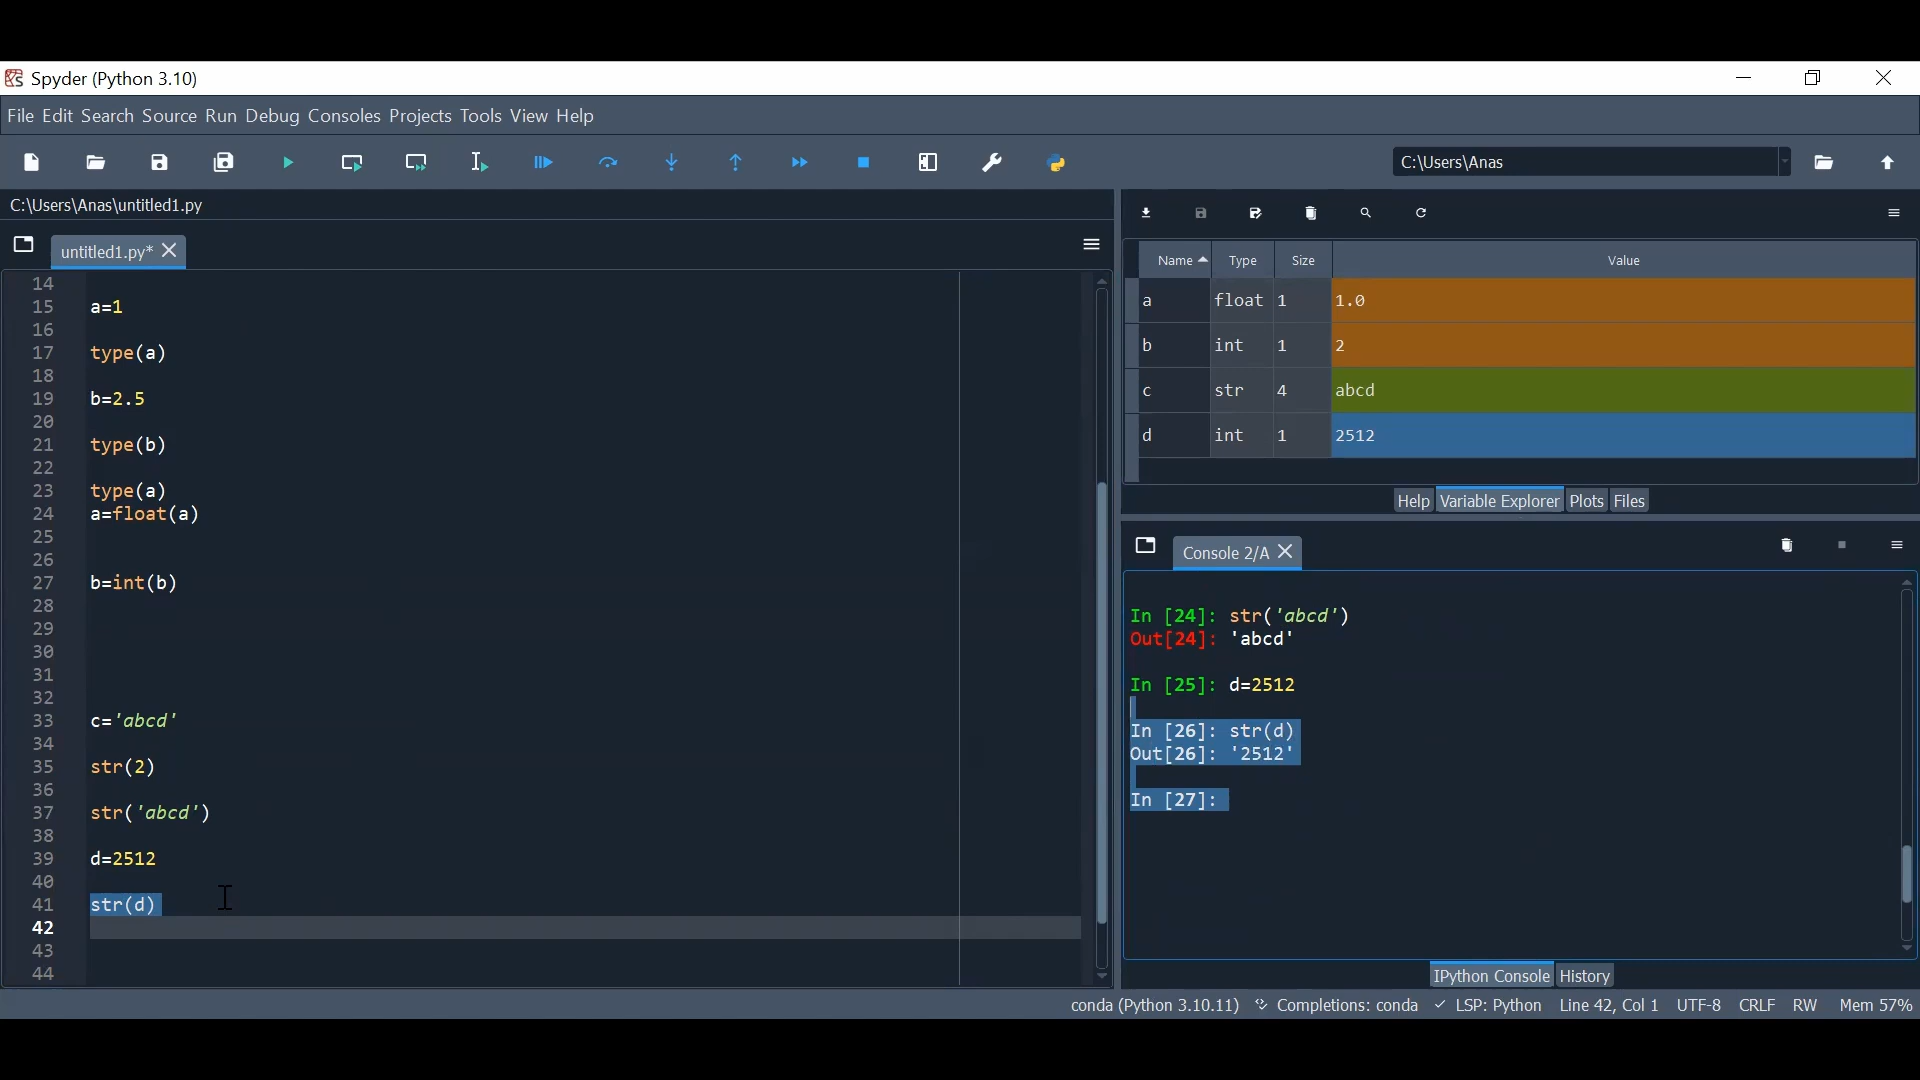 Spyder (Python 3.10)
File Edit Search Source Run Debug Consoles Projects Tools View Help
C:\Users\Anas
C:\Users\Anas\untitled1.py
untitled1.py*
14
15 a=1
16
17 type(a)
18
19 b=2.5
20
21 type(b)
22
23 type(a)
24 a=float(a)
25
26
27 b=int(b)
28
29
30
31
32
33 c='abcd'
34
35 str(2)
36
37 str('abcd')
38
39 d=2512
40
41 str(d)
42
43
44
Name Type Size Value
a float 1 1.0
b int 1 2
c str 4 abcd
d int 1 2512
Help Variable Explorer Plots Files
Console 2/A
In [24]: str('abcd')
Out[24]: 'abcd'
In [25]: d=2512
In [26]: str(d)
Out[26]: '2512'
In [27]:
IPython Console History
conda (Python 3.10.11) Completions: conda LSP: Python Line 42, Col 1 UTF-8 CRLF RW Mem 57%